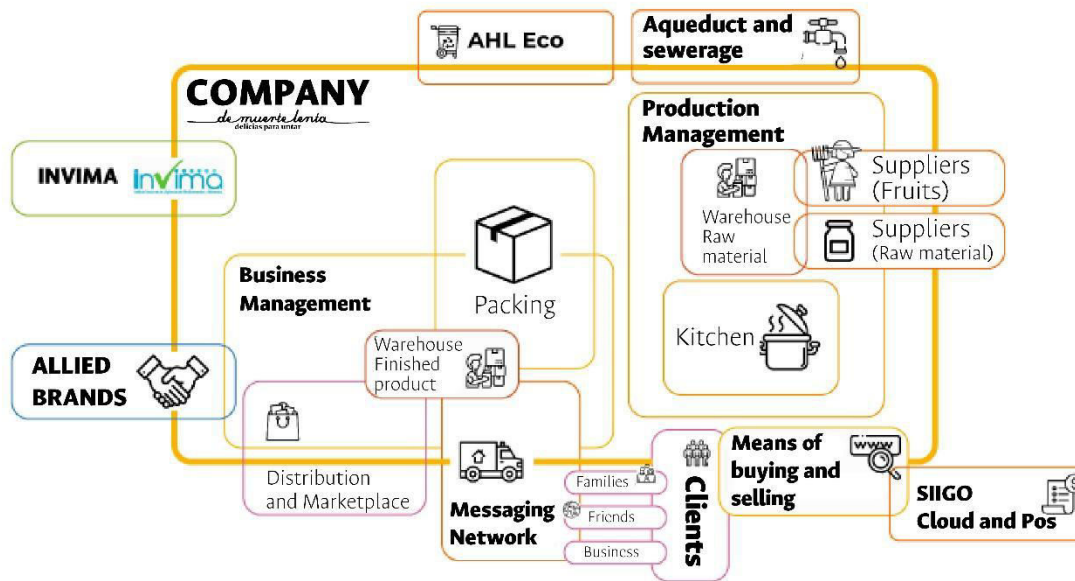 AHL Eco
Aqueduct and
sewerage
COMPANY
de muerte lenta
delicias para untar
Production
Management
INVIMA
invima
Suppliers
(Fruits)
Warehouse
Raw
material
Suppliers
(Raw material)
Business
Management
Packing
Kitchen
Warehouse
Finished
product
ALLIED
BRANDS
Distribution
and Marketplace
Messaging
Network
Families
Friends
Business
Clients
Means of
buying and
selling
www
SIIGO
Cloud and Pos